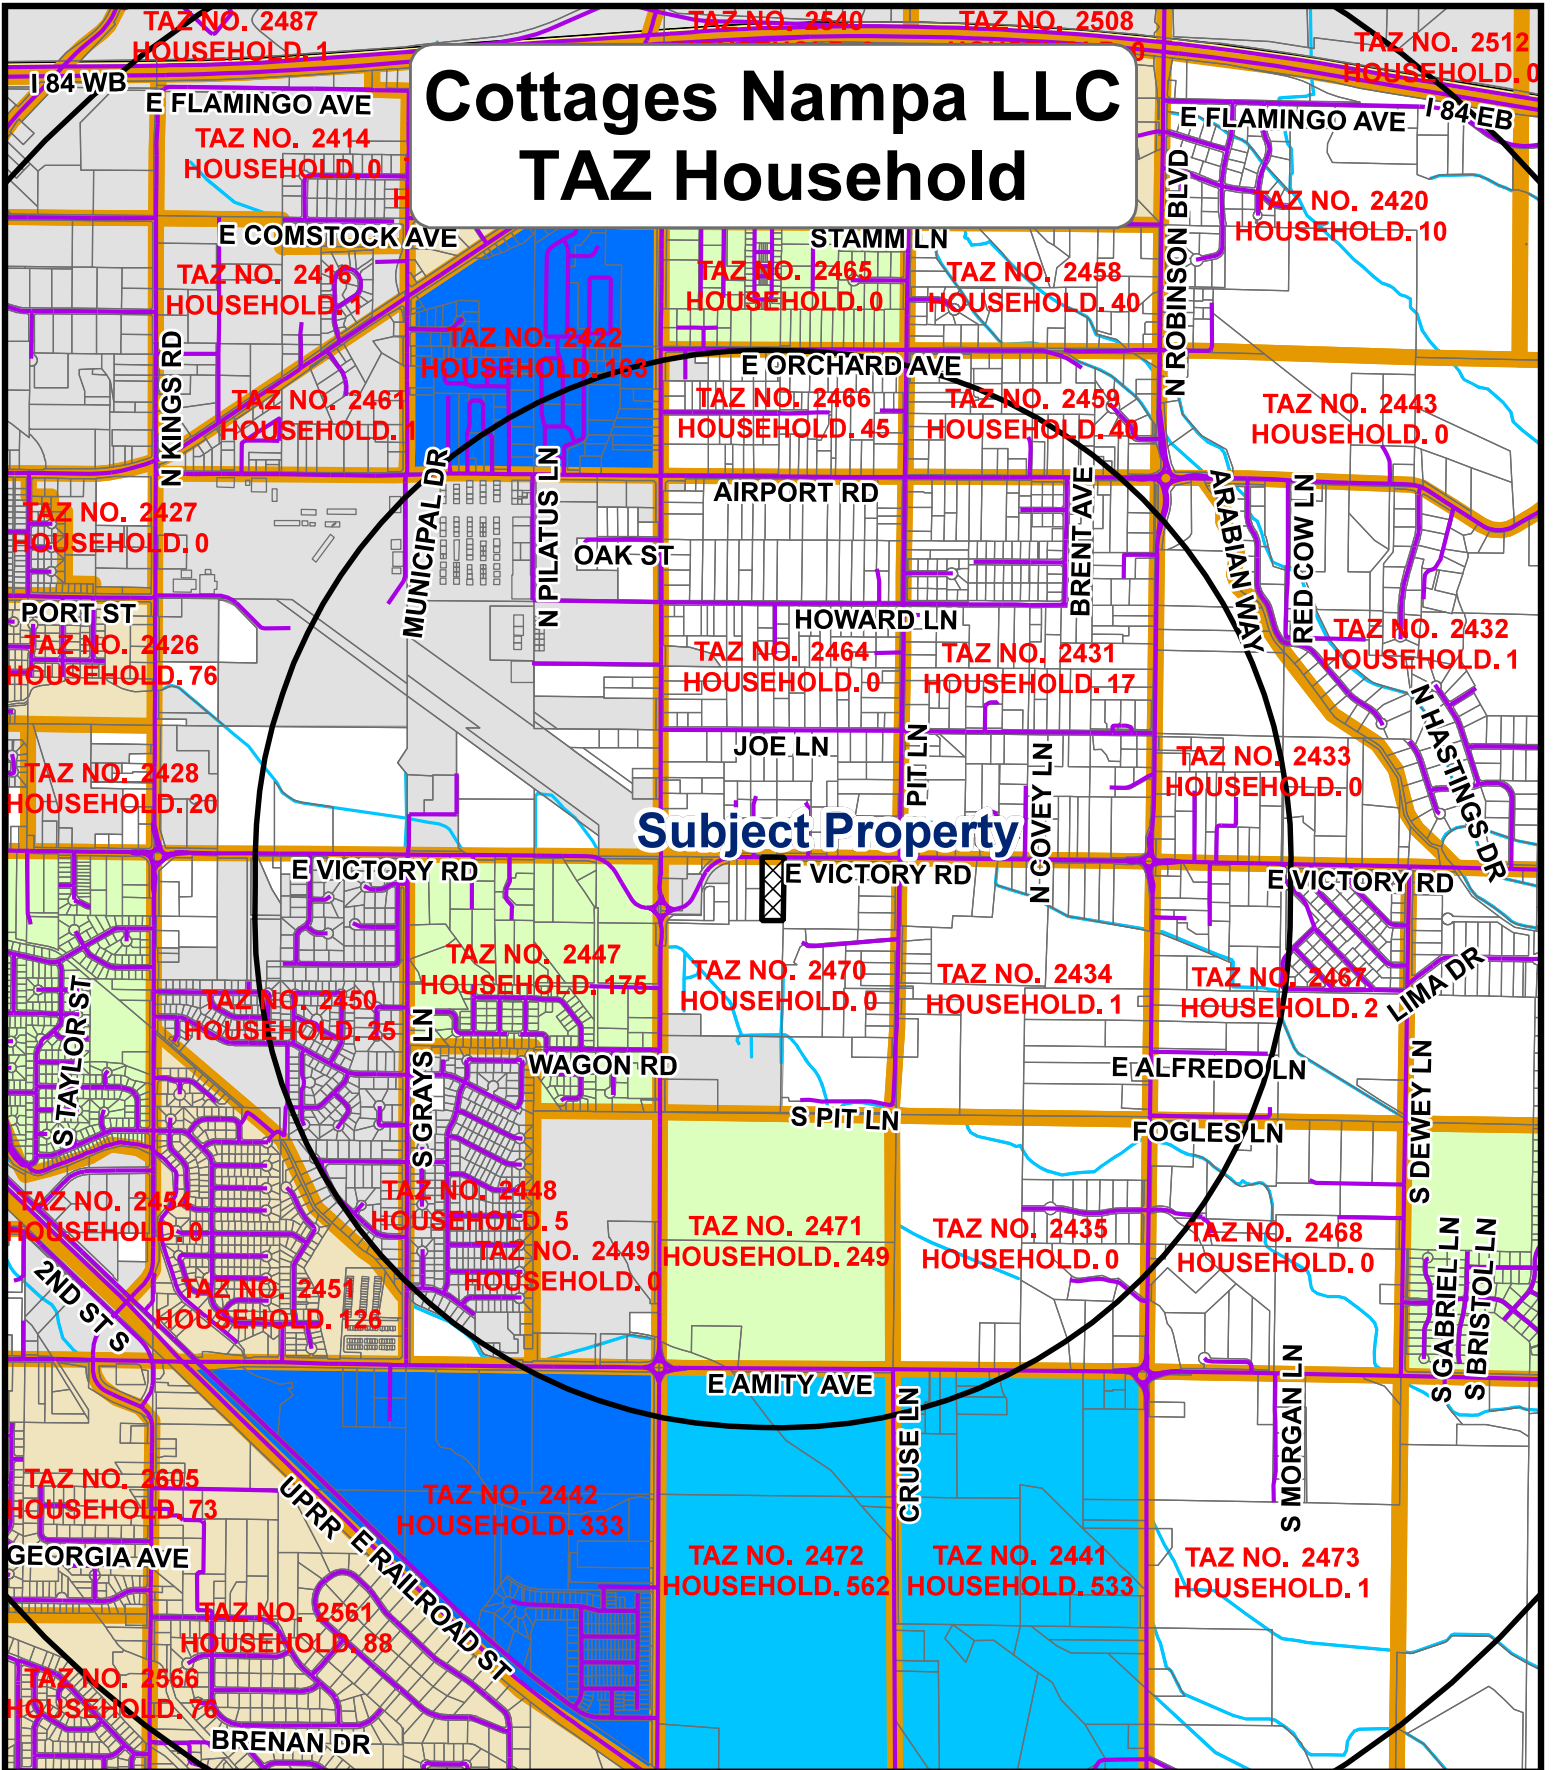 TAZ NO. 2487
HOUSEHOLD. 1
TAZ NO. 2540
TAZ NO. 2508
0
TAZ NO. 2512
HOUSEHOLD. 0
I 84 WB
E FLAMINGO AVE
Cottages Nampa LLC
TAZ Household
E FLAMINGO AVE
I 84 EB
TAZ NO. 2414
HOUSEHOLD. 0
H
N ROBINSON BLVD
TAZ NO. 2420
HOUSEHOLD. 10
E COMSTOCK AVE
STAMM LN
TAZ NO. 2416
HOUSEHOLD. 1
TAZ NO. 2465
HOUSEHOLD. 0
TAZ NO. 2458
HOUSEHOLD. 40
N KINGS RD
TAZ NO. 2422
HOUSEHOLD. 163
E ORCHARD AVE
TAZ NO. 2461
HOUSEHOLD. 1
TAZ NO. 2466
HOUSEHOLD. 45
TAZ NO. 2459
HOUSEHOLD. 40
TAZ NO. 2443
HOUSEHOLD. 0
MUNICIPAL DR
N PILATUS LN
AIRPORT RD
BRENT AVE
ARABIAN WAY
RED COW LN
TAZ NO. 2427
HOUSEHOLD. 0
OAK ST
PORT ST
HOWARD LN
TAZ NO. 2426
HOUSEHOLD. 76
TAZ NO. 2464
HOUSEHOLD. 0
TAZ NO. 2431
HOUSEHOLD. 17
TAZ NO. 2432
HOUSEHOLD. 1
N HASTINGS DR
JOE LN
PIT LN
N COVEY LN
TAZ NO. 2428
HOUSEHOLD. 20
TAZ NO. 2433
HOUSEHOLD. 0
Subject Property
E VICTORY RD
E VICTORY RD
E VICTORY RD
TAZ NO. 2447
HOUSEHOLD. 175
TAZ NO. 2470
HOUSEHOLD. 0
TAZ NO. 2434
HOUSEHOLD. 1
TAZ NO. 2467
HOUSEHOLD. 2
LIMA DR
S TAYLOR ST
TAZ NO. 2450
HOUSEHOLD. 25
S GRAYS LN
WAGON RD
E ALFREDO LN
S DEWEY LN
S PIT LN
FOGLES LN
TAZ NO. 2454
HOUSEHOLD. 0
TAZ NO. 2448
HOUSEHOLD. 5
TAZ NO. 2449
HOUSEHOLD. 0
TAZ NO. 2471
HOUSEHOLD. 249
TAZ NO. 2435
HOUSEHOLD. 0
TAZ NO. 2468
HOUSEHOLD. 0
S GABRIEL LN
S BRISTOL LN
2ND ST S
TAZ NO. 2451
HOUSEHOLD. 126
E AMITY AVE
CRUSE LN
S MORGAN LN
TAZ NO. 2605
HOUSEHOLD. 73
UPRR
E RAILROAD ST
TAZ NO. 2442
HOUSEHOLD. 333
GEORGIA AVE
TAZ NO. 2472
HOUSEHOLD. 562
TAZ NO. 2441
HOUSEHOLD. 533
TAZ NO. 2473
HOUSEHOLD. 1
TAZ NO. 2561
HOUSEHOLD. 88
TAZ NO. 2566
HOUSEHOLD. 76
BRENAN DR